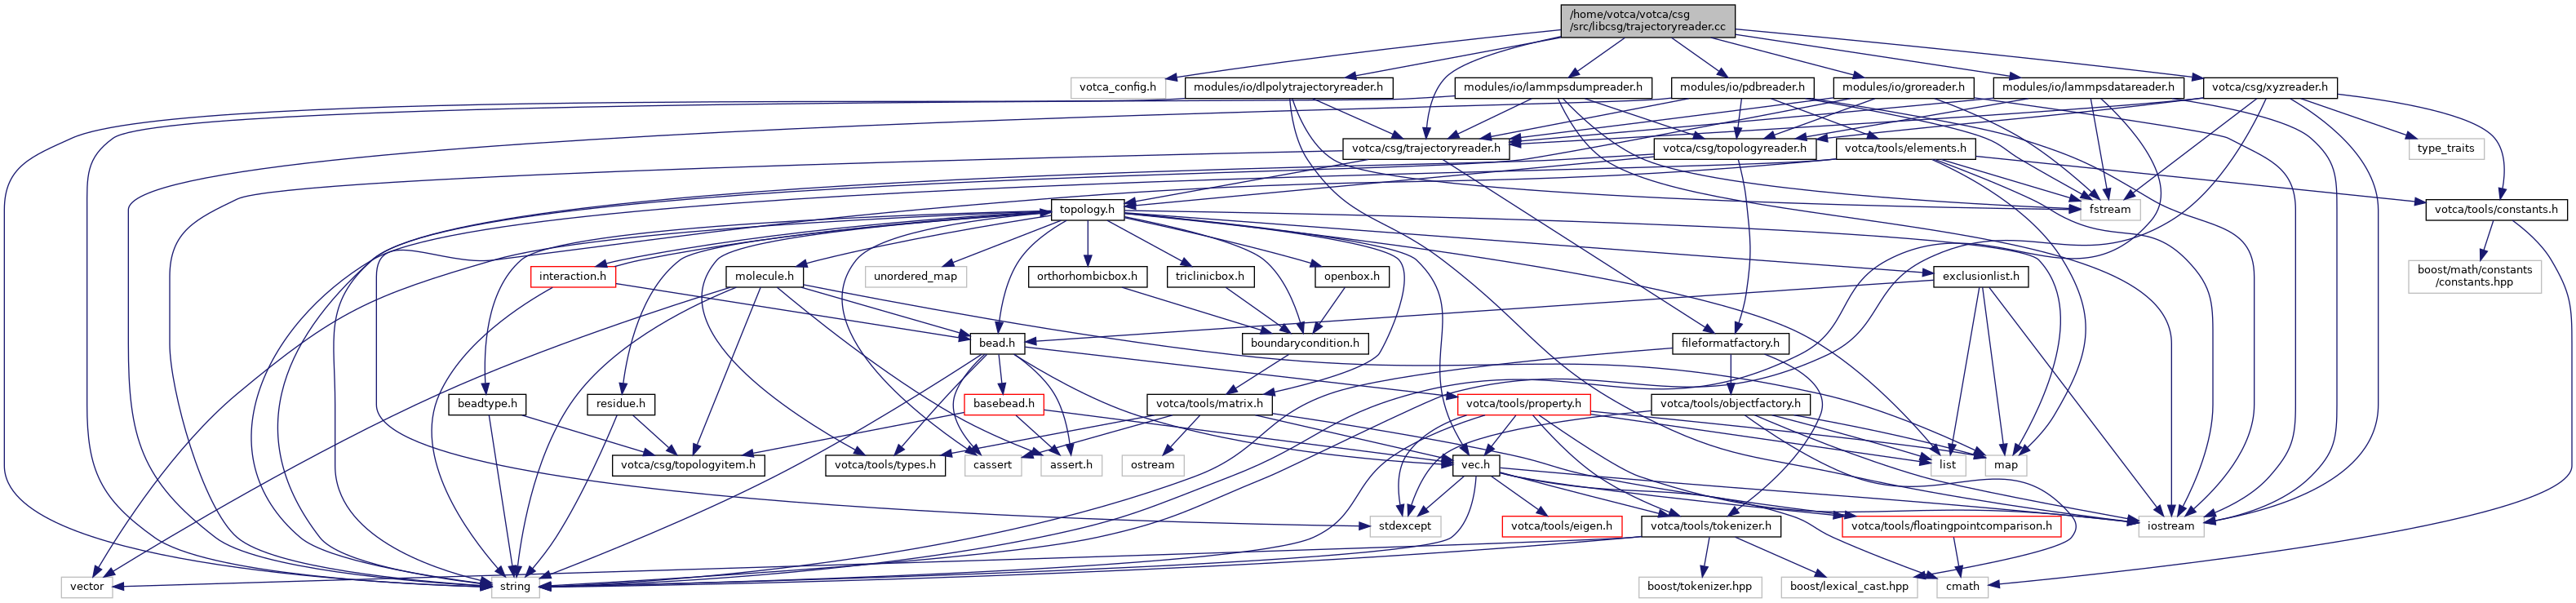 /home/votca/votca/csg
/src/libcsg/trajectoryreader.cc
votca_config.h
modules/io/dlpolytrajectoryreader.h
modules/io/lammpsdumpreader.h
modules/io/pdbreader.h
modules/io/groreader.h
modules/io/lammpsdatareader.h
votca/csg/xyzreader.h
votca/csg/trajectoryreader.h
votca/csg/topologyreader.h
votca/tools/elements.h
type_traits
topology.h
fstream
votca/tools/constants.h
interaction.h
molecule.h
unordered_map
orthorhombicbox.h
triclinicbox.h
openbox.h
exclusionlist.h
boost/math/constants
/constants.hpp
bead.h
boundarycondition.h
fileformatfactory.h
beadtype.h
residue.h
basebead.h
votca/tools/matrix.h
votca/tools/property.h
votca/tools/objectfactory.h
votca/csg/topologyitem.h
votca/tools/types.h
cassert
assert.h
ostream
vec.h
list
map
stdexcept
votca/tools/eigen.h
votca/tools/tokenizer.h
votca/tools/floatingpointcomparison.h
iostream
vector
string
boost/tokenizer.hpp
boost/lexical_cast.hpp
cmath